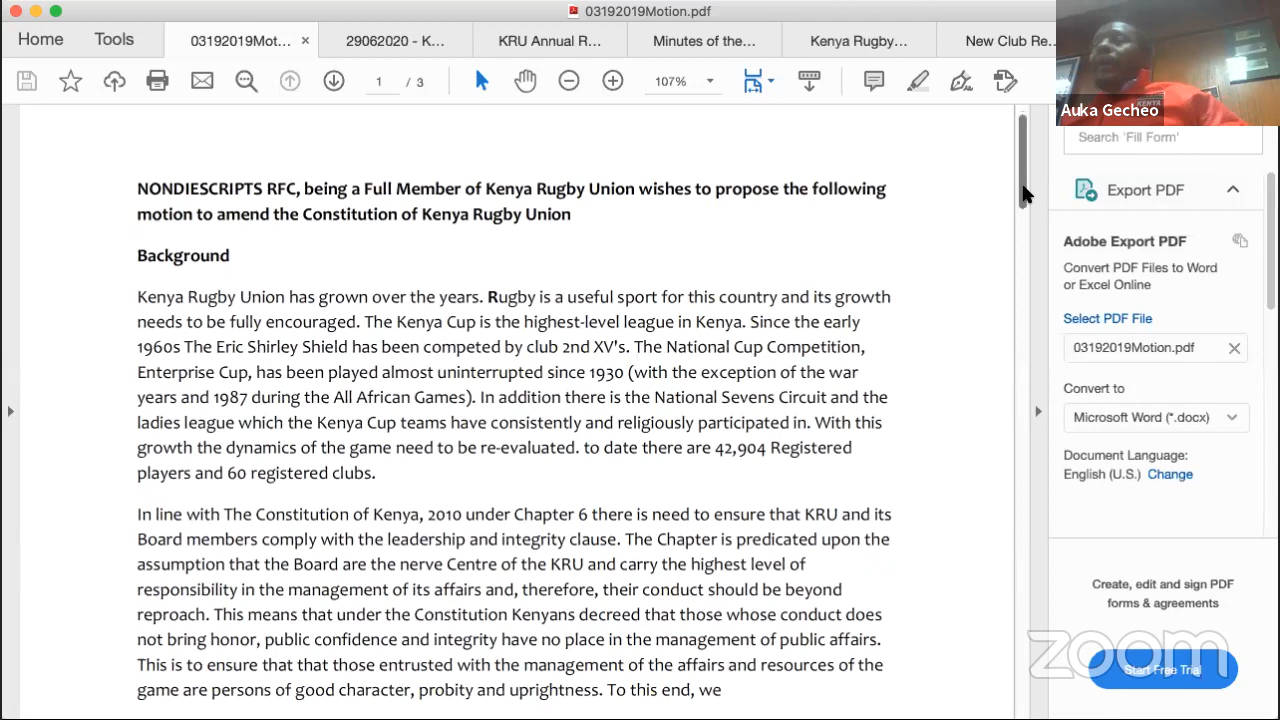 03192019Motion.pdf
Home
Tools
03192019Mot...
29062020 - K...
KRU Annual R...
Minutes of the...
Kenya Rugby...
New Club Re...
1 / 3
107%
KENYA
Auka Gecheo
Search 'Fill Form'
Export PDF
Adobe Export PDF
Convert PDF Files to Word
or Excel Online
Select PDF File
03192019Motion.pdf
Convert to
Microsoft Word (*.docx)
Document Language:
English (U.S.) Change
Create, edit and sign PDF
forms & agreements
Start Free Trial
zoom
NONDIESCRIPTS RFC, being a Full Member of Kenya Rugby Union wishes to propose the following
motion to amend the Constitution of Kenya Rugby Union
Background
Kenya Rugby Union has grown over the years. Rugby is a useful sport for this country and its growth
needs to be fully encouraged. The Kenya Cup is the highest-level league in Kenya. Since the early
1960s The Eric Shirley Shield has been competed by club 2nd XV's. The National Cup Competition,
Enterprise Cup, has been played almost uninterrupted since 1930 (with the exception of the war
years and 1987 during the All African Games). In addition there is the National Sevens Circuit and the
ladies league which the Kenya Cup teams have consistently and religiously participated in. With this
growth the dynamics of the game need to be re-evaluated. to date there are 42,904 Registered
players and 60 registered clubs.
In line with The Constitution of Kenya, 2010 under Chapter 6 there is need to ensure that KRU and its
Board members comply with the leadership and integrity clause. The Chapter is predicated upon the
assumption that the Board are the nerve Centre of the KRU and carry the highest level of
responsibility in the management of its affairs and, therefore, their conduct should be beyond
reproach. This means that under the Constitution Kenyans decreed that those whose conduct does
not bring honor, public confidence and integrity have no place in the management of public affairs.
This is to ensure that that those entrusted with the management of the affairs and resources of the
game are persons of good character, probity and uprightness. To this end, we